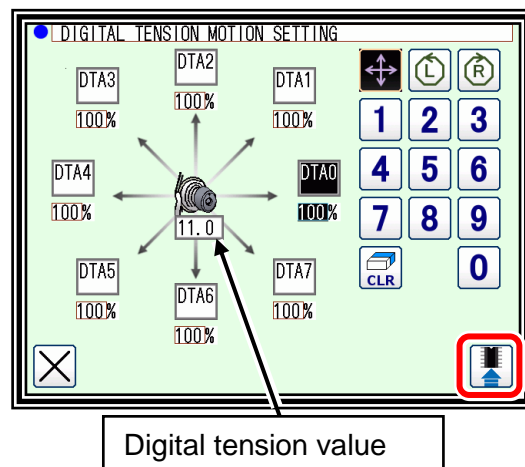 DIGITAL TENSION MOTION SETTING
DTA2
100%
DTA3
100%
DTA1
100%
DTA4
100%
DTA0
100%
11.0
DTA5
100%
DTA6
100%
DTA7
100%
L
R
1 2 3
4 5 6
7 8 9
CLR
0
Digital tension value